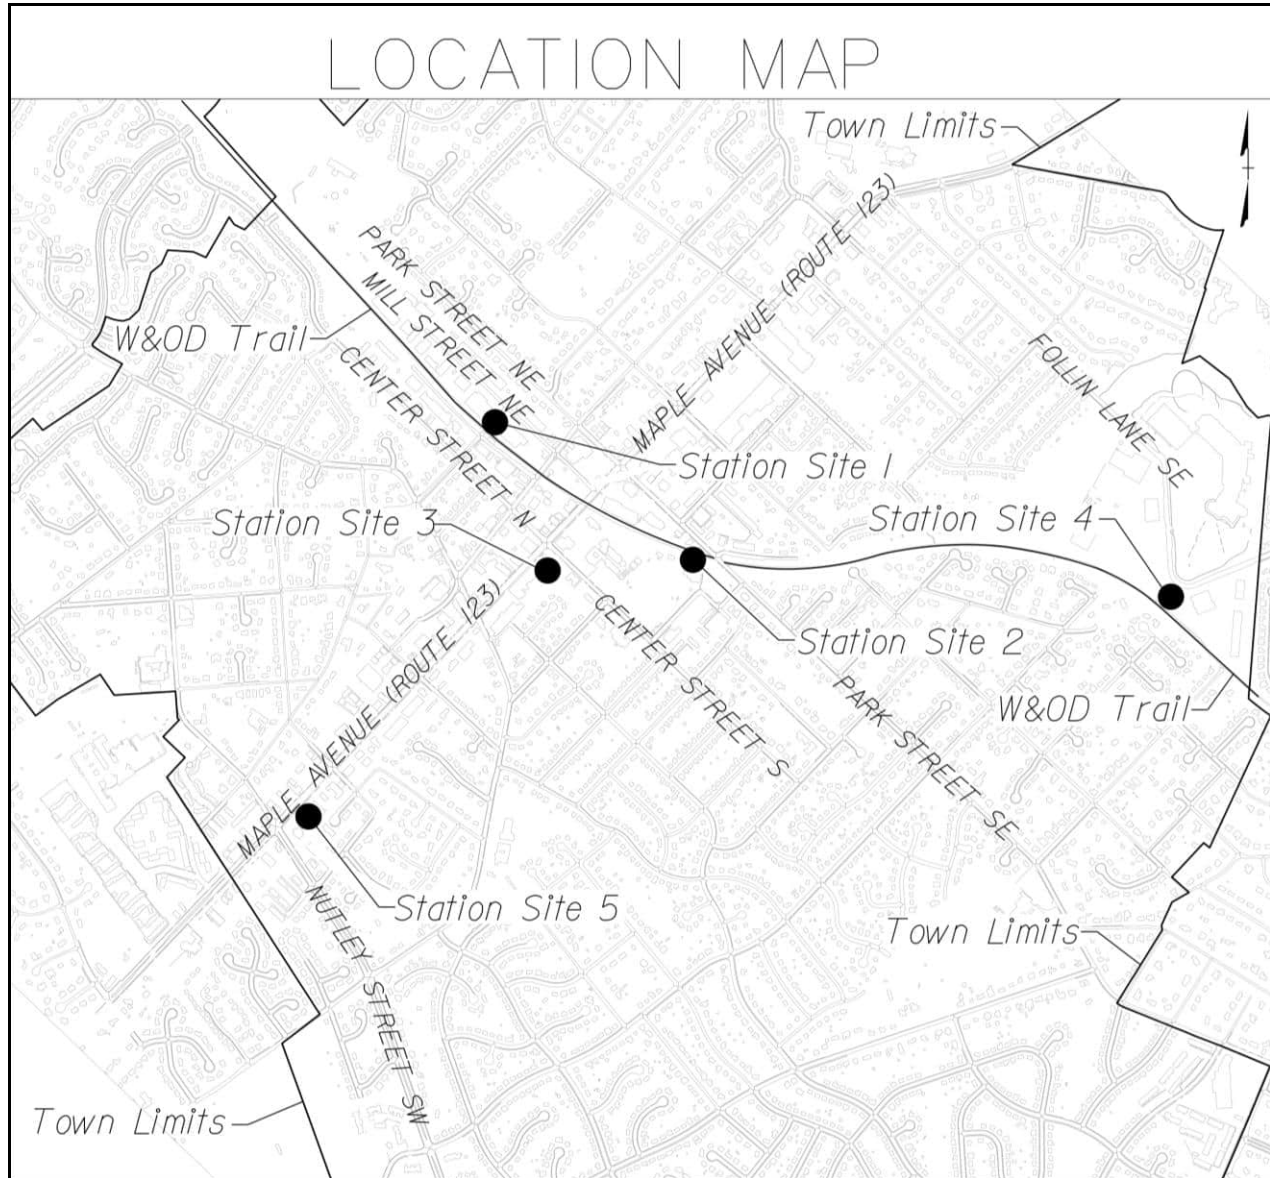 LOCATION MAP
Town Limits
PARK STREET NE
MILL STREET NE
MAPLE AVENUE (ROUTE 123)
W&OD Trail
CENTER STREET N
FOLLIN LANE SE
Station Site 1
Station Site 3
Station Site 4
CENTER STREET S
Station Site 2
MAPLE AVENUE (ROUTE 123)
PARK STREET SE
W&OD Trail
Station Site 5
NUTLEY STREET SW
Town Limits
Town Limits